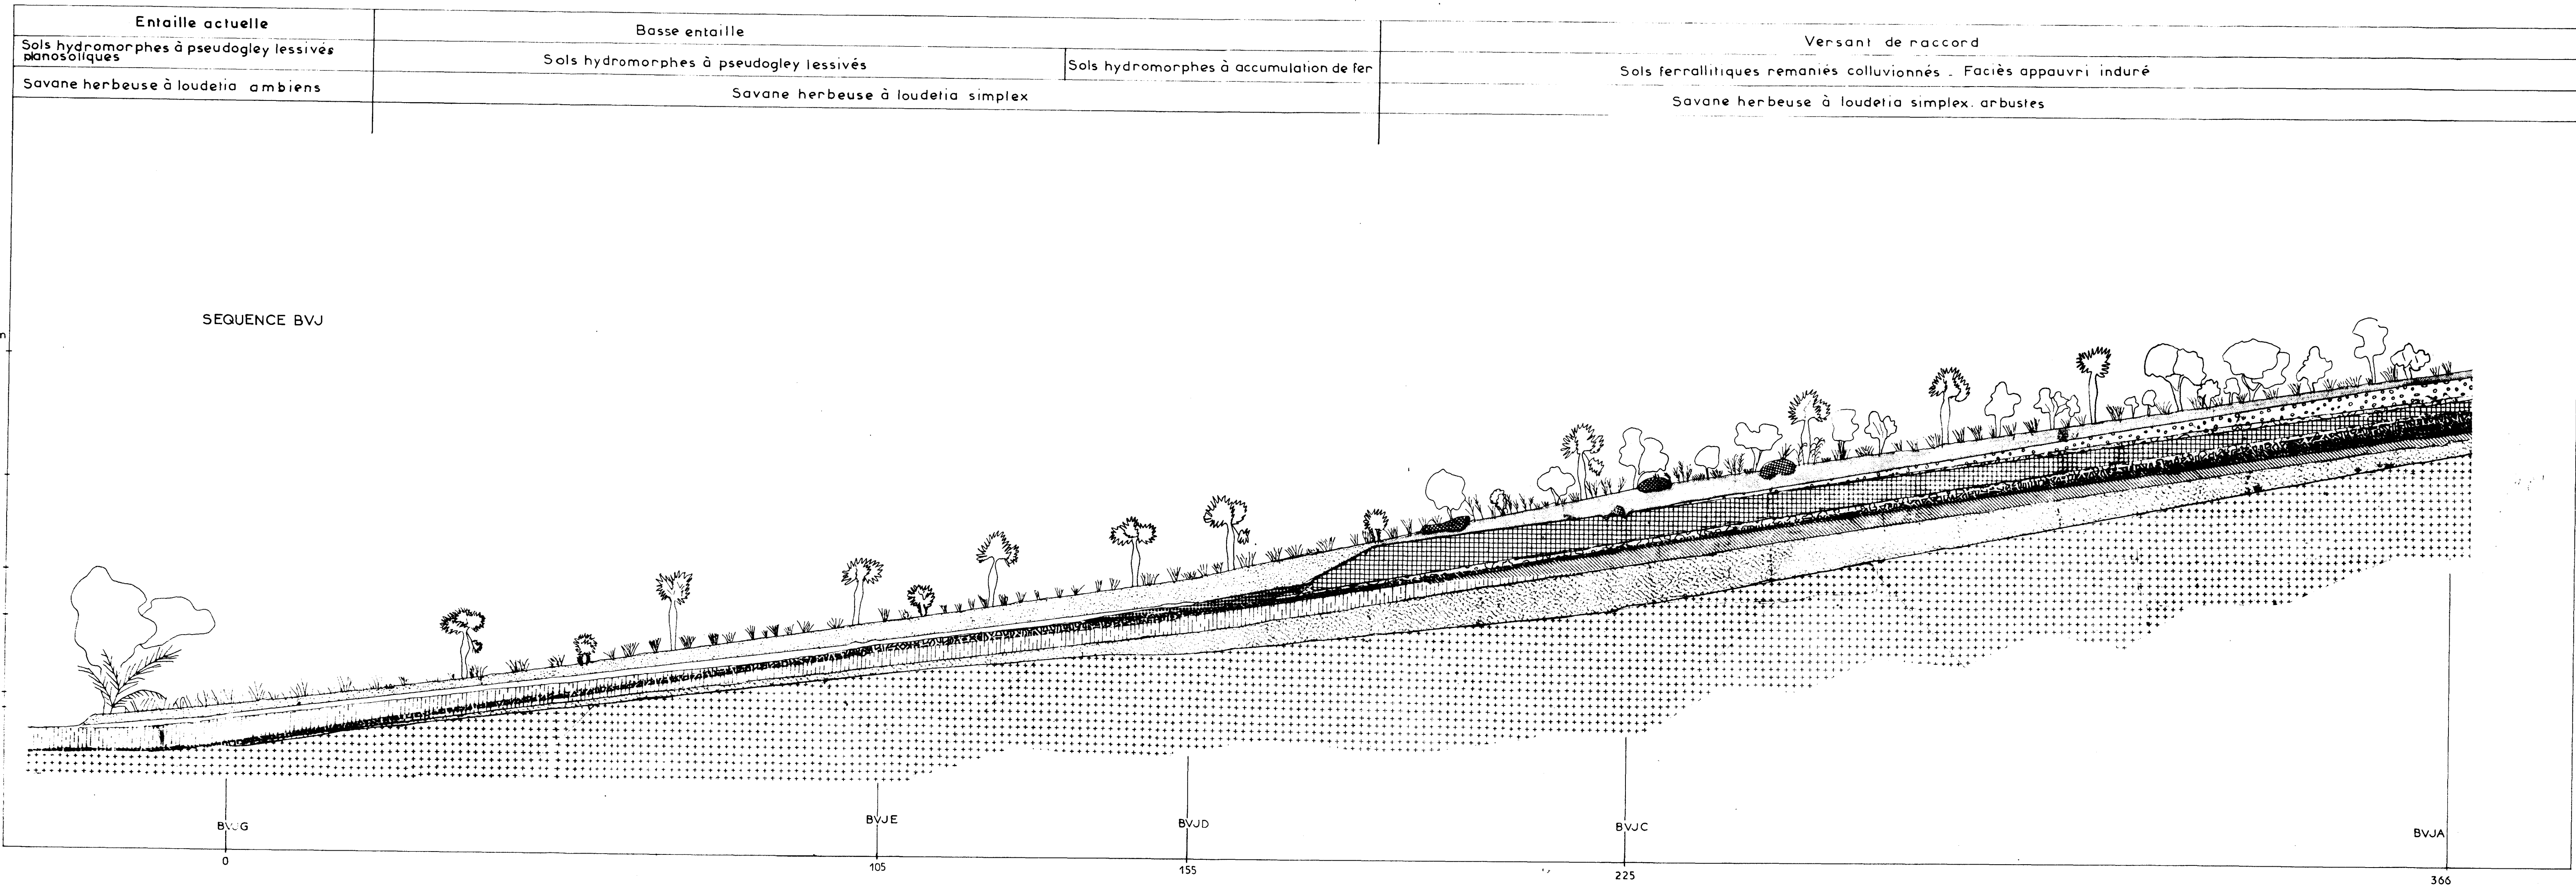 Entaille actuelle
Basse entaille
Versant de raccord
Sols hydromorphes à pseudogley lessivés
planosoliques
Sols hydromorphes à pseudogley lessivés
Sols hydromorphes à accumulation de fer
Sols ferrallitiques remaniés colluvionnés - Faciès appauvri induré
Savane herbeuse à loudetia ambiens
Savane herbeuse à loudetia simplex
Savane herbeuse à loudetia simplex. arbustes
SEQUENCE BVJ
BVJG
BVJE
BVJD
BVJC
BVJA
0
105
155
225
366